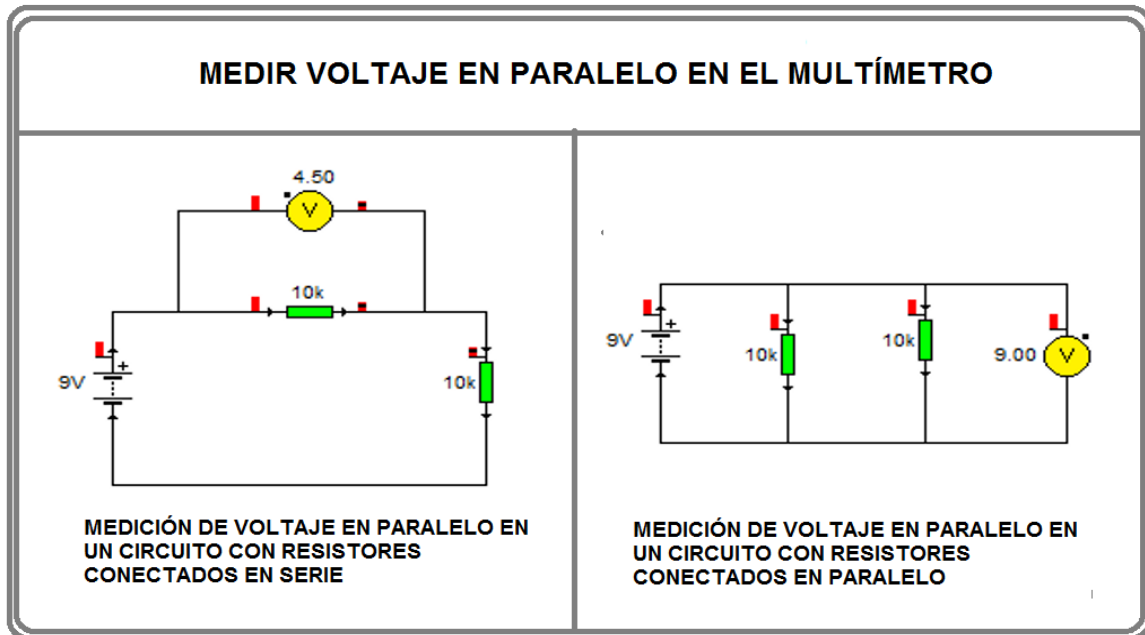 MEDIR VOLTAJE EN PARALELO EN EL MULTÍMETRO
4.50
V
10k
9V
10k
MEDICIÓN DE VOLTAJE EN PARALELO EN
UN CIRCUITO CON RESISTORES
CONECTADOS EN SERIE
9V
10k
10k
9.00
V
MEDICIÓN DE VOLTAJE EN PARALELO EN
UN CIRCUITO CON RESISTORES
CONECTADOS EN PARALELO